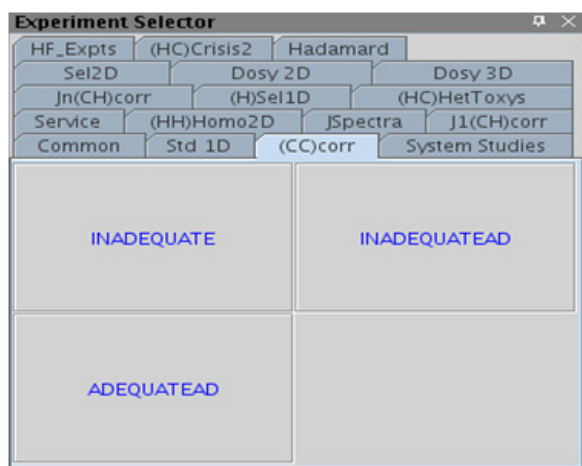 Experiment Selector
HF_Expts (HC)Crisis2 Hadamard
Sel2D Dosy 2D Dosy 3D
Jn(CH)corr (H)Sel1D (HC)HetToxys
Service (HH)Homo2D JSpectra J1(CH)corr
Common Std 1D (CC)corr System Studies
INADEQUATE INADEQUATEAD
ADEQUATEAD